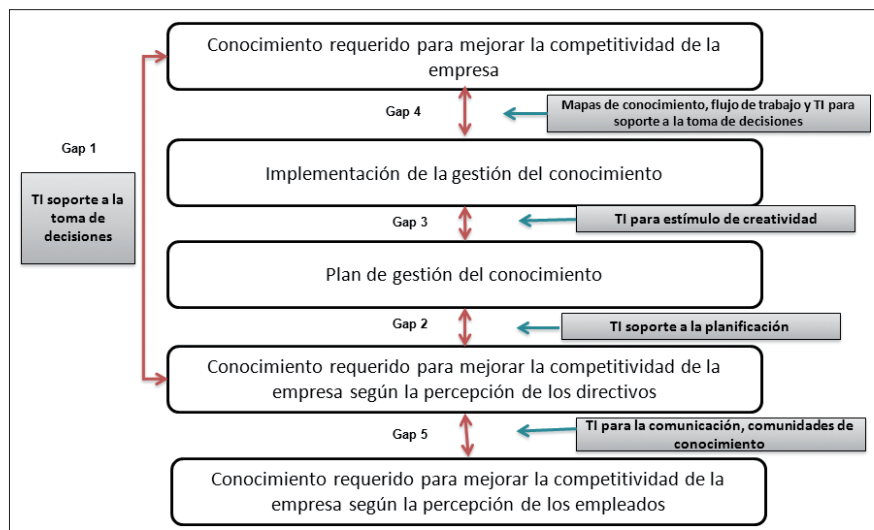 Conocimiento requerido para mejorar la competitividad de la
empresa
Gap 4
Mapas de conocimiento, flujo de trabajo y TI para
soporte a la toma de decisiones
Gap 1
TI soporte a la
toma de
decisiones
Implementación de la gestión del conocimiento
Gap 3
TI para estímulo de creatividad
Plan de gestión del conocimiento
Gap 2
TI soporte a la planificación
Conocimiento requerido para mejorar la competitividad de la
empresa según la percepción de los directivos
Gap 5
TI para la comunicación, comunidades de
conocimiento
Conocimiento requerido para mejorar la competitividad de la
empresa según la percepción de los empleados